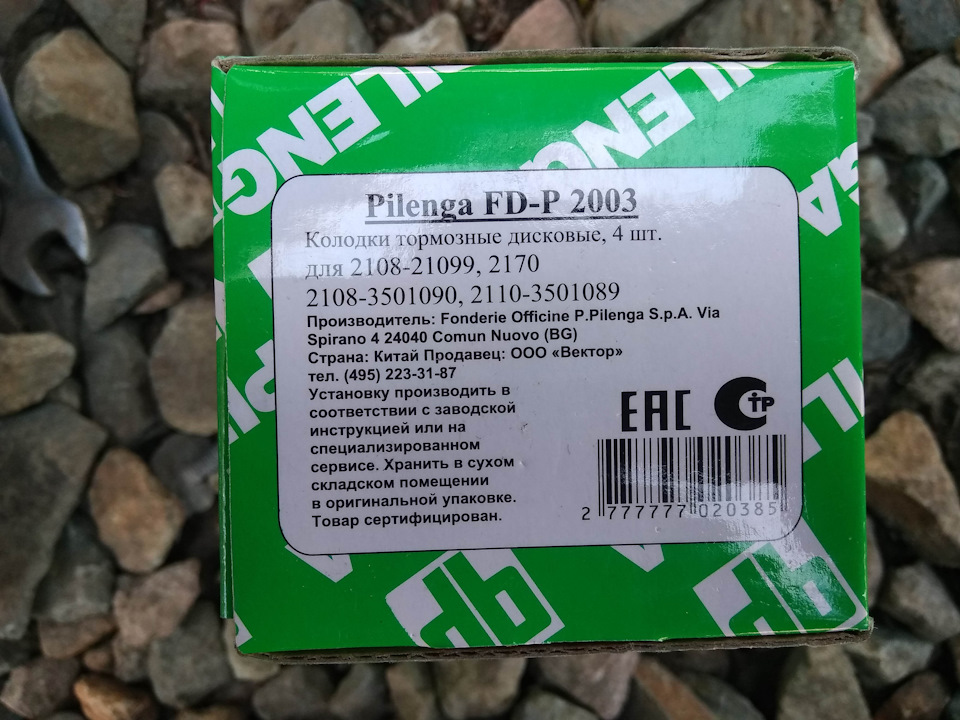 PILENGA
PILENGA
Pilenga FD-P 2003
Колодки тормозные дисковые, 4 шт.
для 2108-21099, 2170
2108-3501090, 2110-3501089
Производитель: Fonderie Officine P.Pilenga S.p.A. Via
Spirano 4 24040 Comun Nuovo (BG)
Страна: Китай Продавец: ООО «Вектор»
тел. (495) 223-31-87
Установку производить в
соответствии с заводской
инструкцией или на
специализированном
сервисе. Хранить в сухом
складском помещении
в оригинальной упаковке.
Товар сертифицирован.
EAC
СТР
2 777777 020385